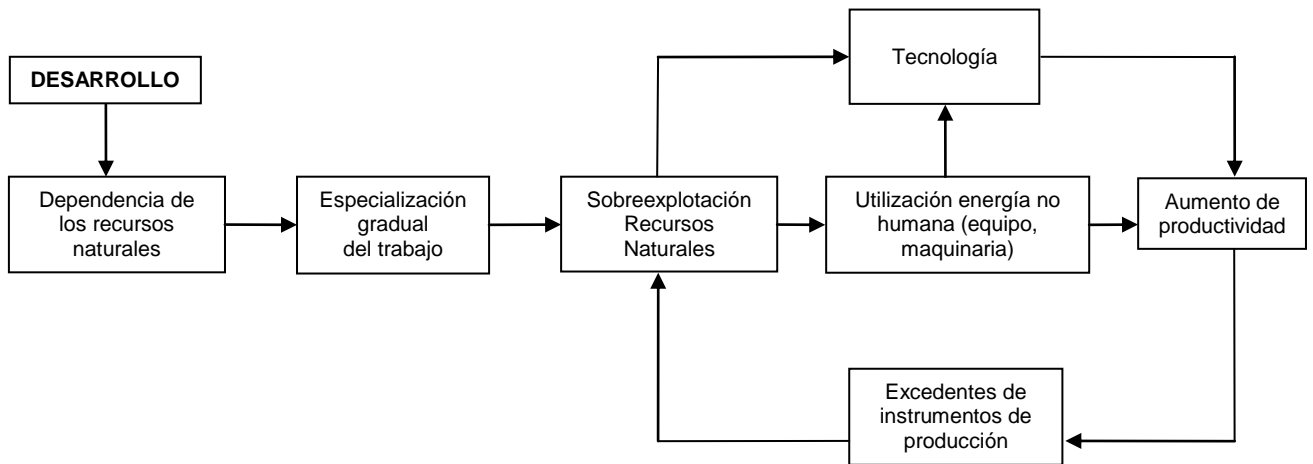 Tecnología
DESARROLLO
Dependencia de
los recursos
naturales
Especialización
gradual
del trabajo
Sobreexplotación
Recursos
Naturales
Utilización energía no
humana (equipo,
maquinaria)
Aumento de
productividad
Excedentes de
instrumentos de
producción